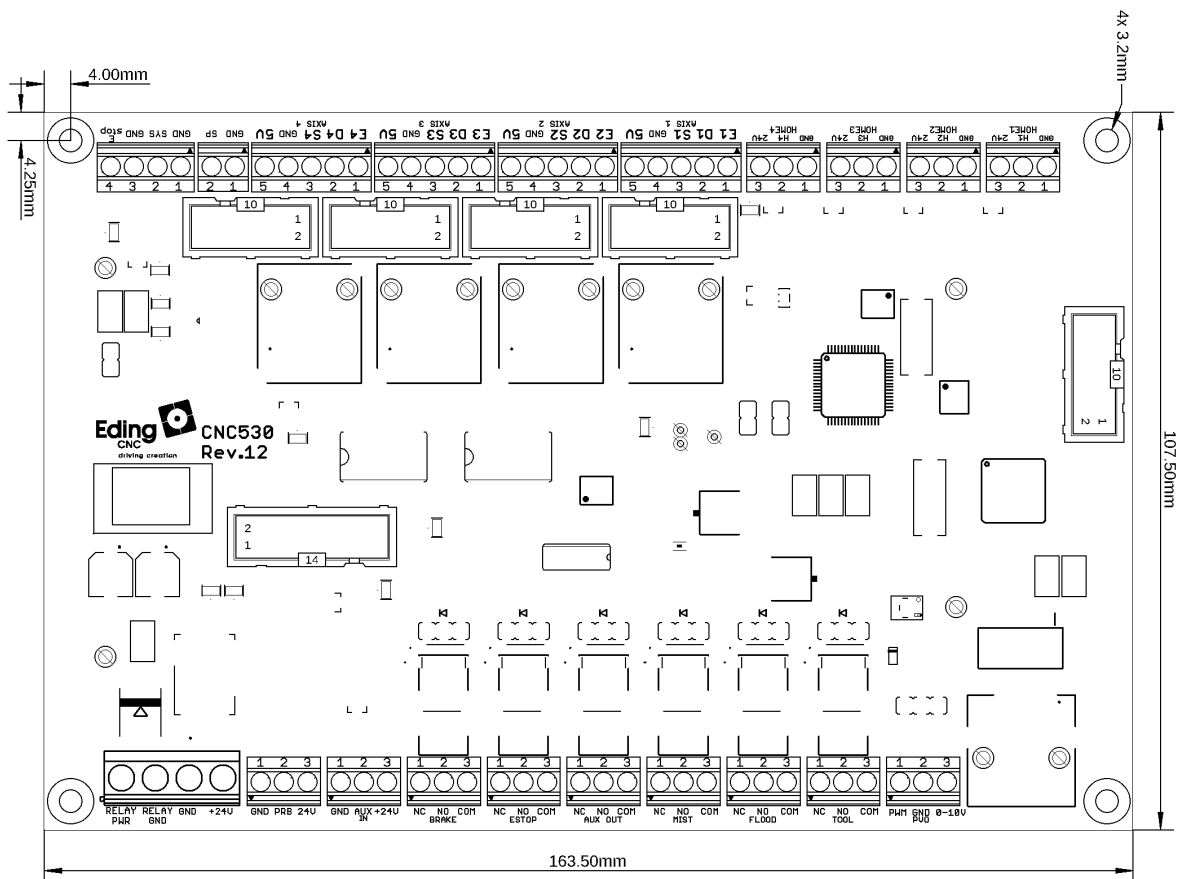 4x 3.2mm
4.00mm
4.25mm
E stop GND SYS GND
SP GND
AXIS 4
5V GND S4 D4 E4
AXIS 3
5V GND S3 D3 E3
AXIS 2
5V GND S2 D2 E2
AXIS 1
5V GND S1 D1 E1
HOME4
24V H4 GND
HOME3
24V H3 GND
HOME2
24V H2 GND
HOME1
24V H1 GND
4 3 2 1
2 1
5 4 3 2 1
5 4 3 2 1
5 4 3 2 1
5 4 3 2 1
3 2 1
3 2 1
3 2 1
3 2 1
10 1 2
10 1 2
10 1 2
10 1 2
10 1 2
107.50mm
Eding
CNC
driving creation
CNC530
Rev.12
2
1
14
1 2 3
1 2 3
1 2 3
1 2 3
1 2 3
1 2 3
1 2 3
1 2 3
1 2 3
RELAY RELAY GND +24V
PWR GND
GND PRB 24V
GND AUX +24V
IN
NC NO COM
BRAKE
NC NO COM
ESTOP
NC NO COM
AUX OUT
NC NO COM
MIST
NC NO COM
FLOOD
NC NO COM
TOOL
PWM GND 0-10V
PVO
163.50mm